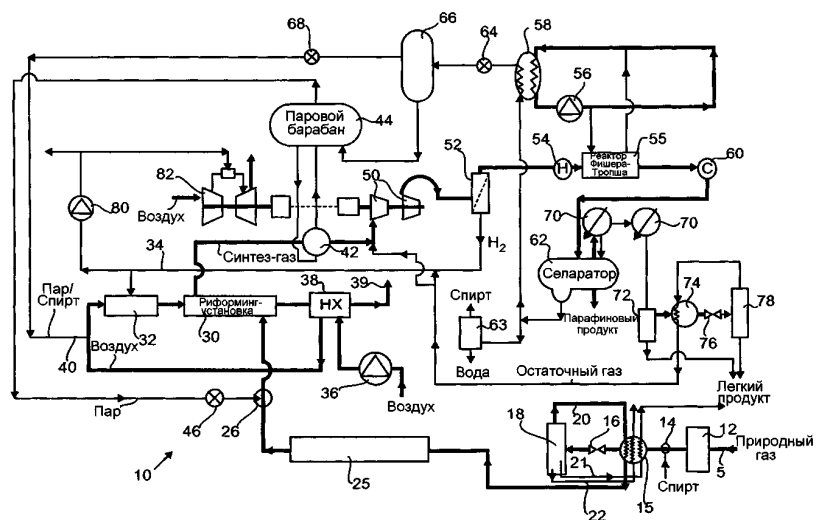 68
66
64
58
56
Паровой
барабан
44
82
50
52
54
Н
Реактор
Фишера-
Тропша
55
С
60
Воздух
80
H2
34
Синтез-газ
42
70
70
62
Сепаратор
Пар/
Спирт
38
39
НХ
Риформинг-
установка
32
30
Спирт
63
Вода
Парафиновый
продукт
72
74
76
78
40
Воздух
36
Воздух
Остаточный газ
Легкий
продукт
Пар
46
26
10
25
18
20
16
14
12
Природный
газ
5
21
22
15
Спирт